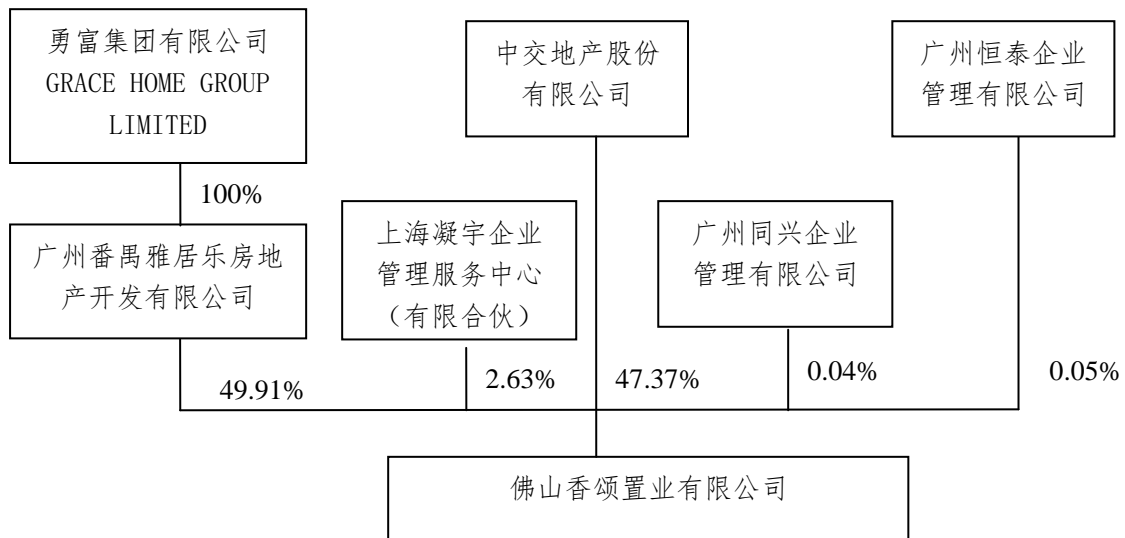 勇富集团有限公司
GRACE HOME GROUP
LIMITED
中交地产股份
有限公司
广州恒泰企业
管理有限公司
100%
广州番禺雅居乐房地
产开发有限公司
上海凝宇企业
管理服务中心
（有限合伙）
广州同兴企业
管理有限公司
49.91%
2.63%
47.37%
0.04%
0.05%
佛山香颂置业有限公司